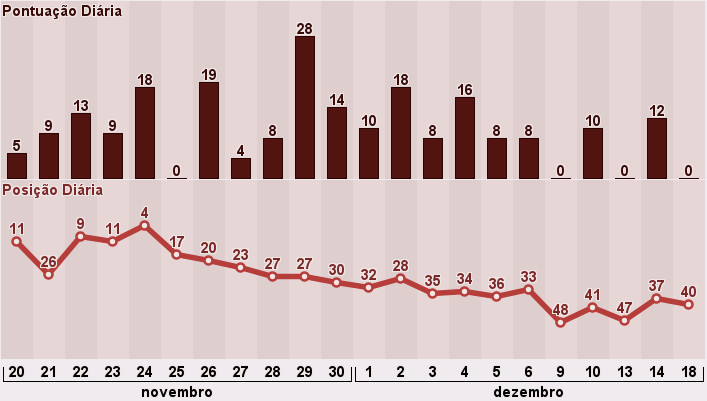 Pontuação Diária
5 9 13 9 18 0 19 4 8 28 14 10 18 8 16 8 8 0 10 0 12 0
Posição Diária
11 26 9 11 4 17 20 23 27 27 30 32 28 35 34 36 33 48 41 47 37 40
20 21 22 23 24 25 26 27 28 29 30 1 2 3 4 5 6 9 10 13 14 18
novembro dezembro